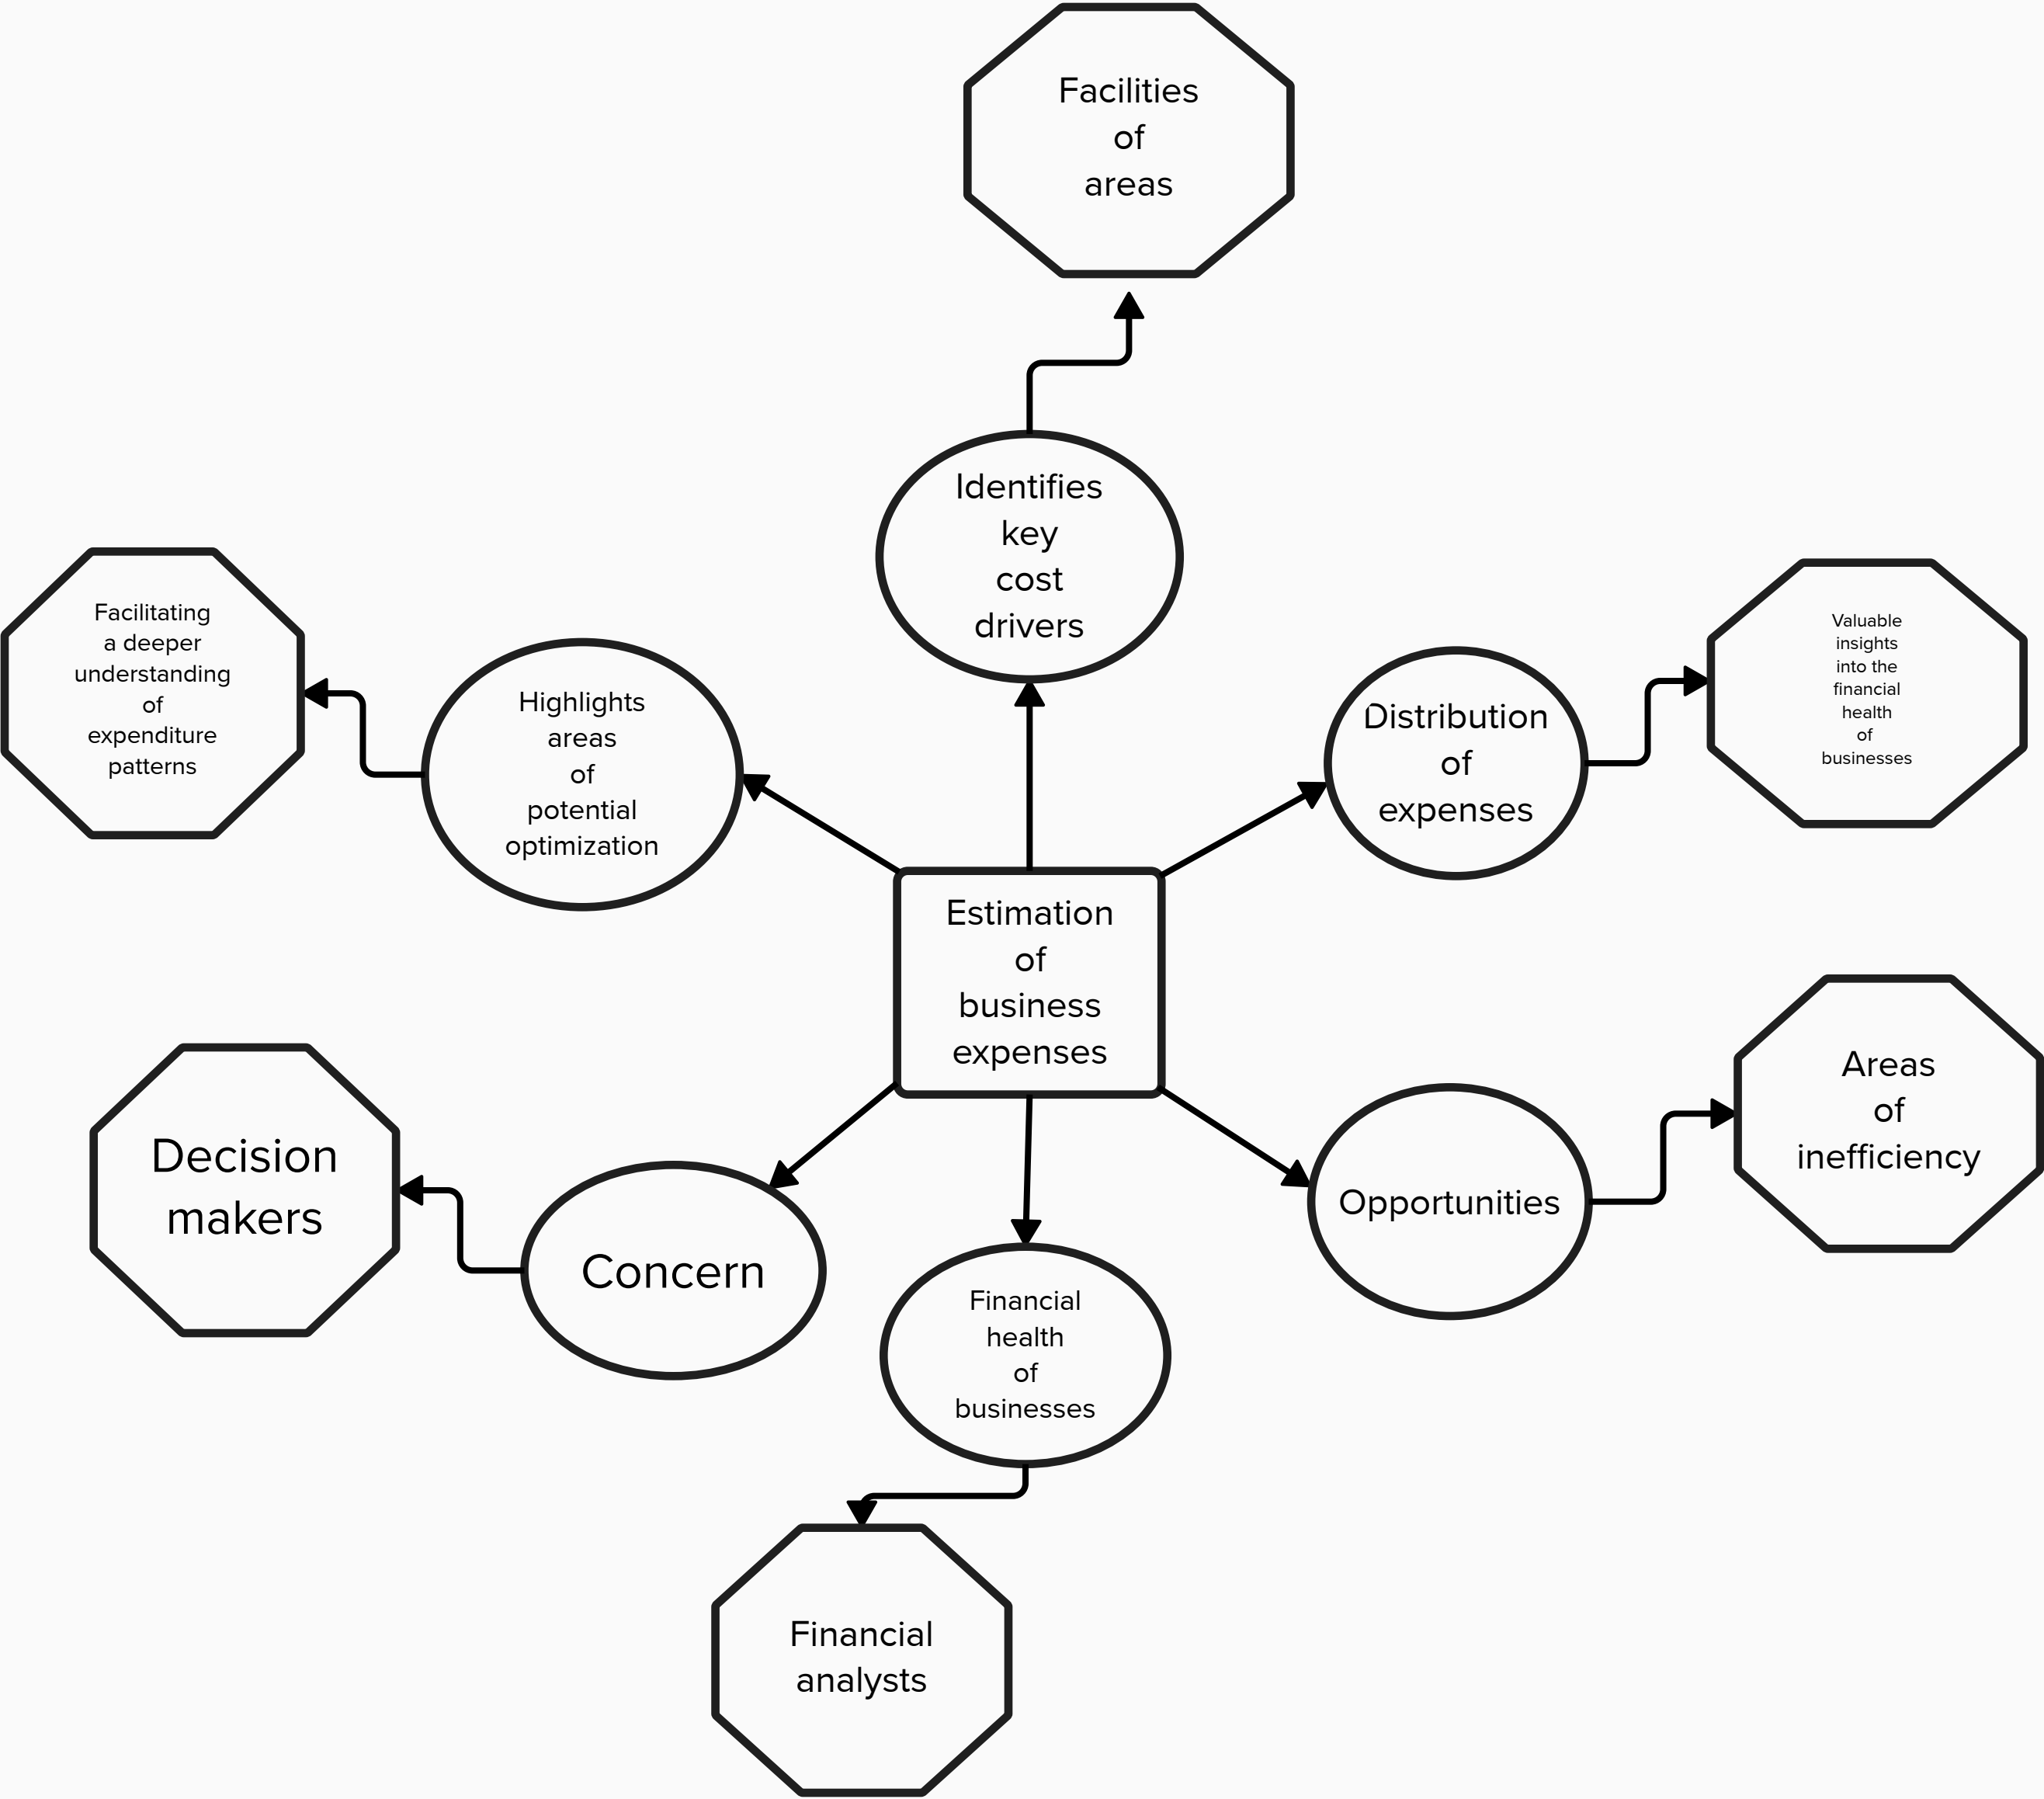 Facilities
of
areas
Identifies
key
cost
drivers
Facilitating
a deeper
understanding
of
expenditure
patterns
Highlights
areas
of
potential
optimization
Distribution
of
expenses
Valuable
insights
into the
financial
health
of
businesses
Estimation
of
business
expenses
Decision
makers
Concern
Financial
health
of
businesses
Opportunities
Areas
of
inefficiency
Financial
analysts